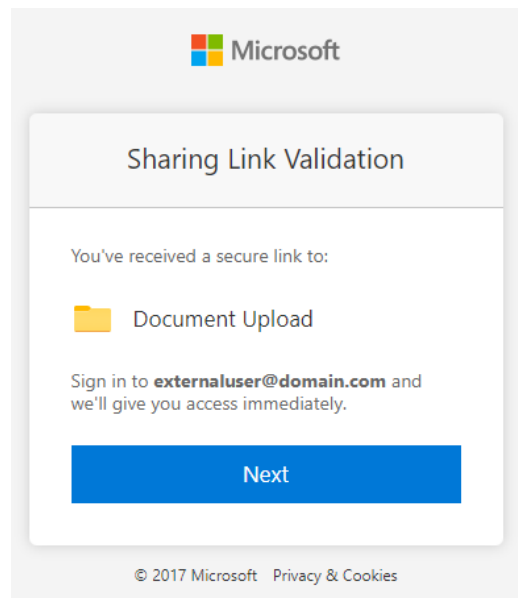 Microsoft
Sharing Link Validation
You've received a secure link to:
Document Upload
Sign in to externaluser@domain.com and
we'll give you access immediately.
Next
© 2017 Microsoft Privacy & Cookies